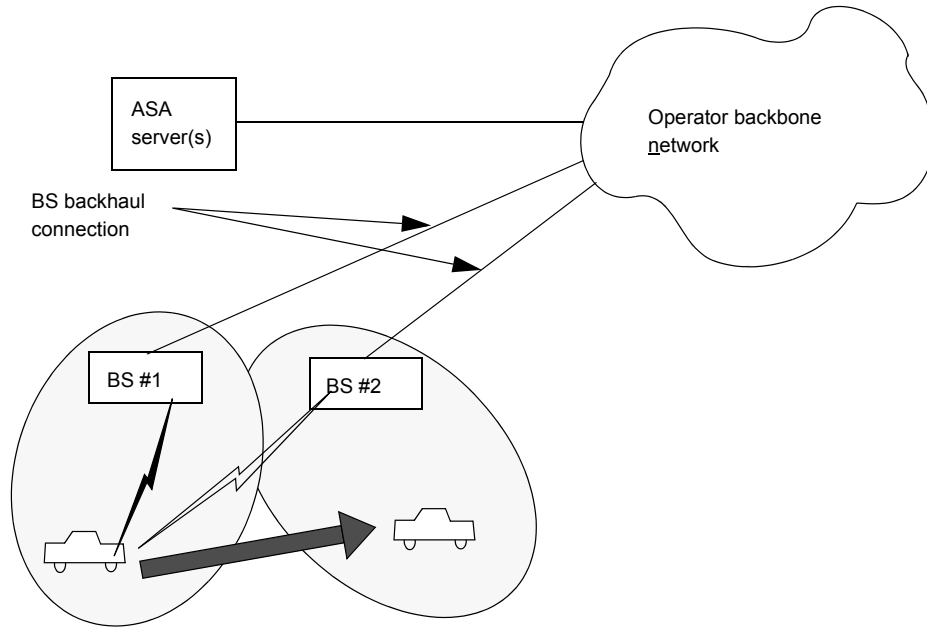 ASA
server(s)
Operator backbone
network
BS backhaul
connection
BS #1
BS #2